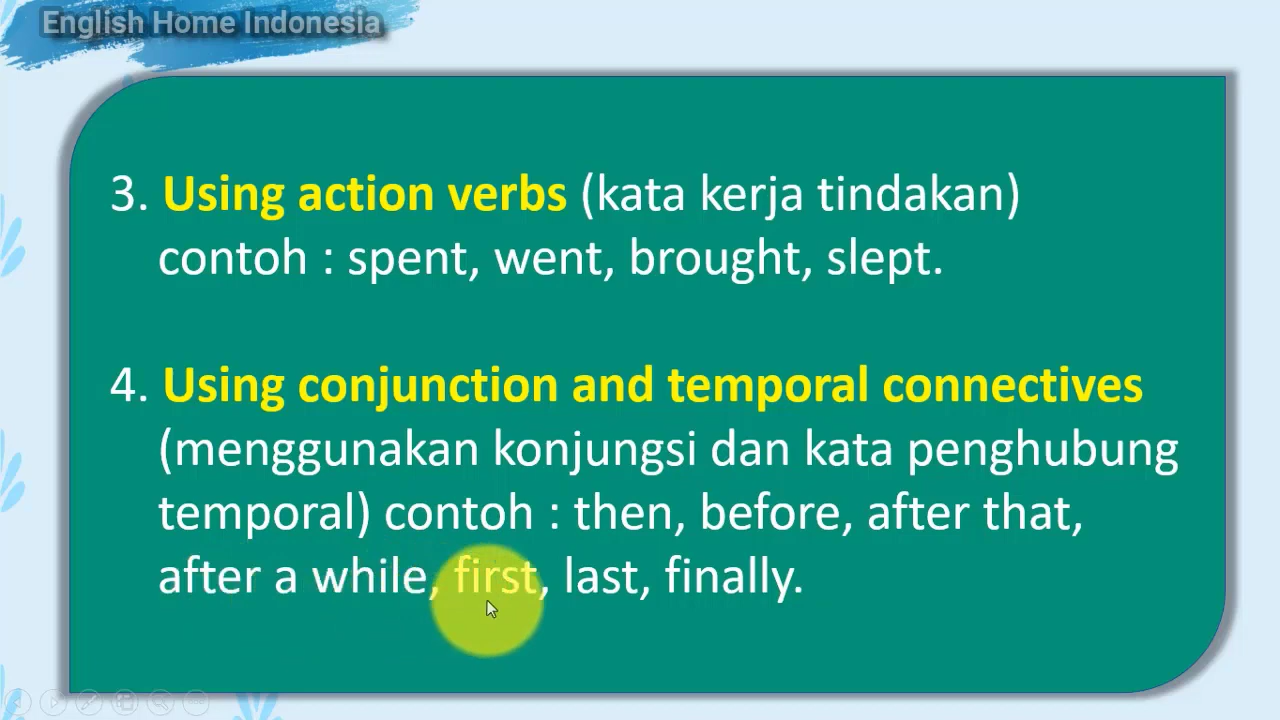 English Home Indonesia
3. Using action verbs (kata kerja tindakan)
contoh : spent, went, brought, slept.
4. Using conjunction and temporal connectives
(menggunakan konjungsi dan kata penghubung
temporal) contoh : then, before, after that,
after a while, first, last, finally.